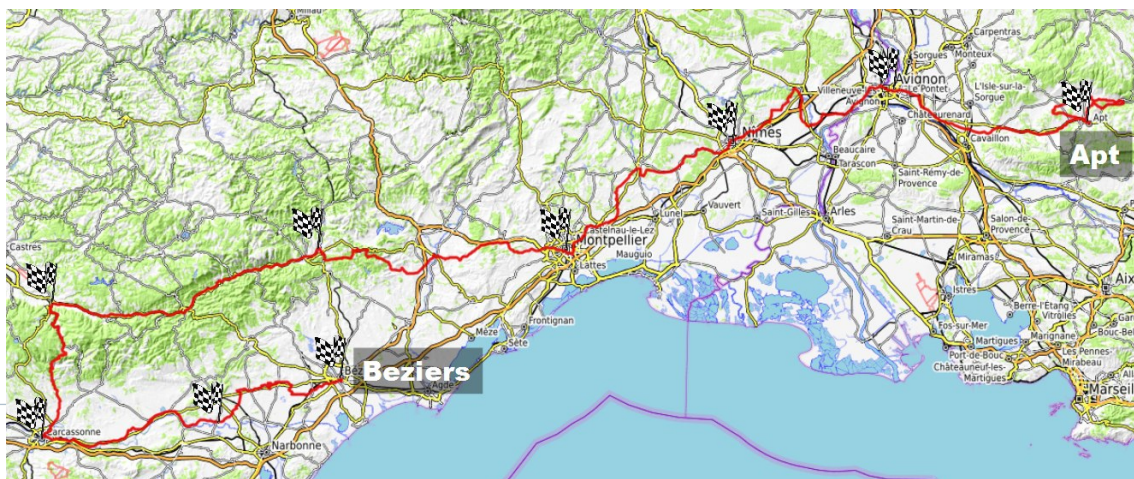 Millau
Carpentras
Sorgues
Monteux
Avignon
Villeneuve-l
Le Pontet
Avignon
L'Isle-sur-la-
Sorgue
Châteaurenard
Apt
Cavaillon
Apt
Nîmes
Beaucaire
Tarascon
Saint-Rémy-de-
Provence
Lunel
Vauvert
Saint-Gilles
Arles
Saint-Martin-de-
Crau
Salon-de-
Provence
Castres
Castelnau-le-Lez
Montpellier
Mauguio
Lattes
Miramas
Istres
Aix
Berre-l'Étang
Vitrolles
Gar
Marignane
Bouc-Bel-
Fos-sur-Mer
Martigues
Port-de-Bouc
Châteauneuf-les-
Martigues
Les Pennes-
Mirabeau
Marseil
Frontignan
Mèze
Sète
Béz
Beziers
Agde
Carcassonne
Narbonne